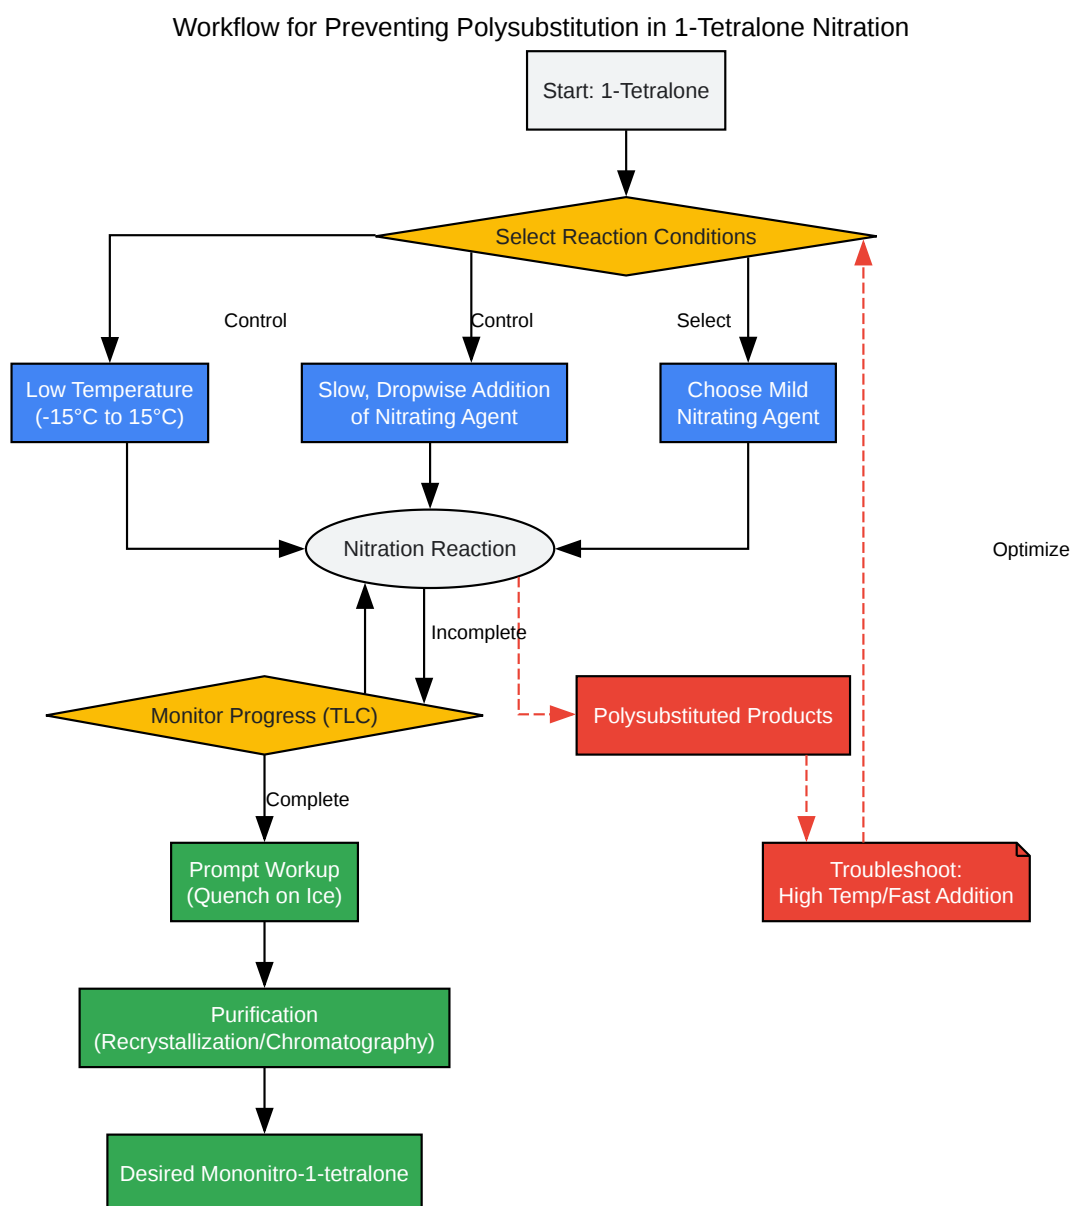 Workflow for Preventing Polysubstitution in 1-Tetralone Nitration
Start: 1-Tetralone
Select Reaction Conditions
Control
Control
Select
Low Temperature
(-15°C to 15°C)
Slow, Dropwise Addition
of Nitrating Agent
Choose Mild
Nitrating Agent
Nitration Reaction
Optimize
Incomplete
Monitor Progress (TLC)
Polysubstituted Products
Complete
Prompt Workup
(Quench on Ice)
Troubleshoot:
High Temp/Fast Addition
Purification
(Recrystallization/Chromatography)
Desired Mononitro-1-tetralone